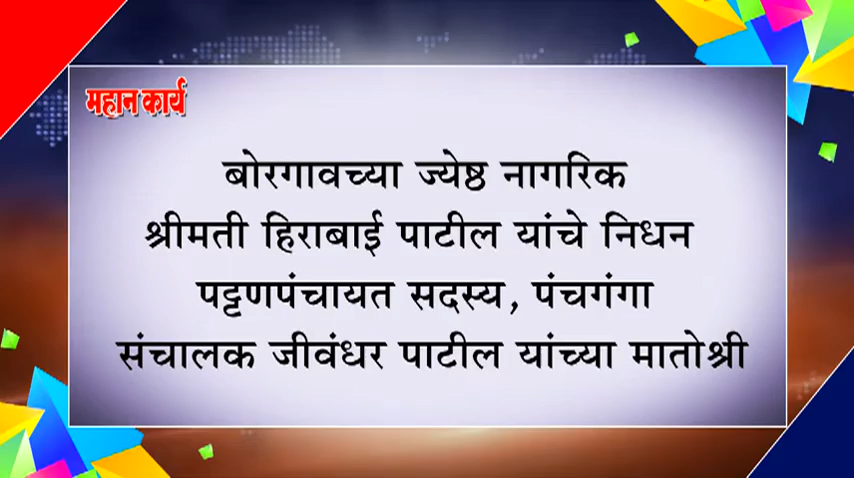 महान कार्य
बोरगावच्या ज्येष्ठ नागरिक
श्रीमती हिराबाई पाटील यांचे निधन
पट्टणपंचायत सदस्य, पंचगंगा
संचालक जीवंधर पाटील यांच्या मातोश्री